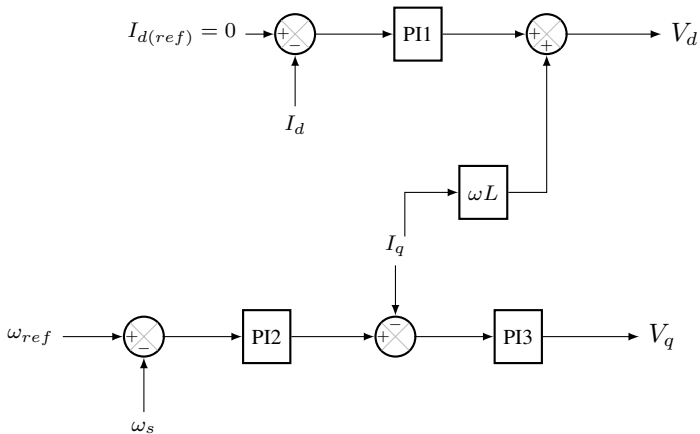 I_{d(ref)} = 0
+
−
PI1
+
+
V_d
I_d
ωL
I_q
−
ω_{ref}
+
−
PI2
+
PI3
V_q
ω_s